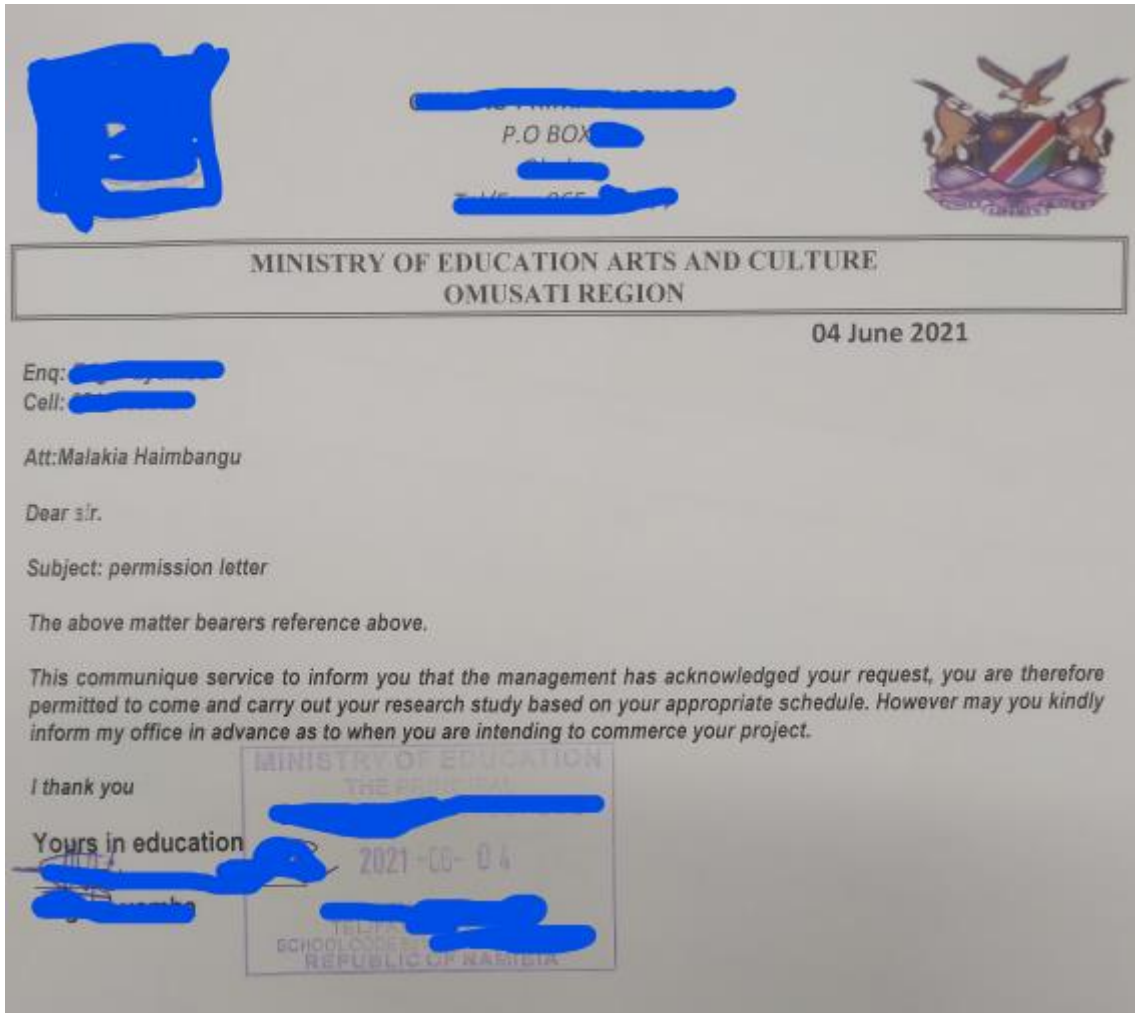 P.O BOX
MINISTRY OF EDUCATION ARTS AND CULTURE
OMUSATI REGION
04 June 2021
Enq:
Cell:
Att:Malakia Haimbangu
Dear sir.
Subject: permission letter
The above matter bearers reference above.
This communique service to inform you that the management has acknowledged your request, you are therefore
permitted to come and carry out your research study based on your appropriate schedule. However may you kindly
inform my office in advance as to when you are intending to commerce your project.
I thank you
Yours in education
MINISTRY OF EDUCATION
THE PRINCIPAL
2021 -06- 04
REPUBLIC OF NAMIBIA